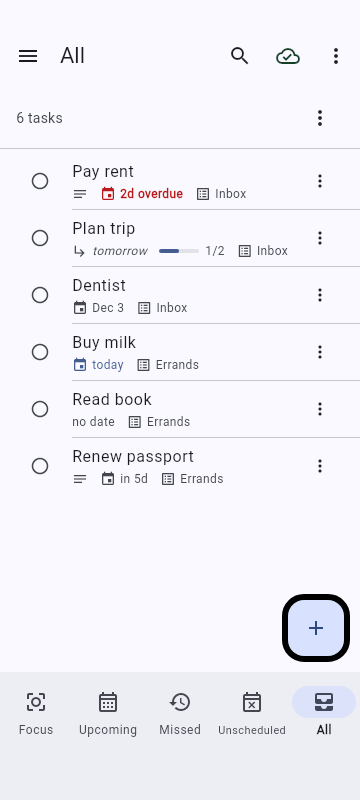 All
6 tasks
Pay rent
2d overdue Inbox
Plan trip
tomorrow 1/2 Inbox
Dentist
Dec 3 Inbox
Buy milk
today Errands
Read book
no date Errands
Renew passport
in 5d Errands
Focus Upcoming Missed Unscheduled All